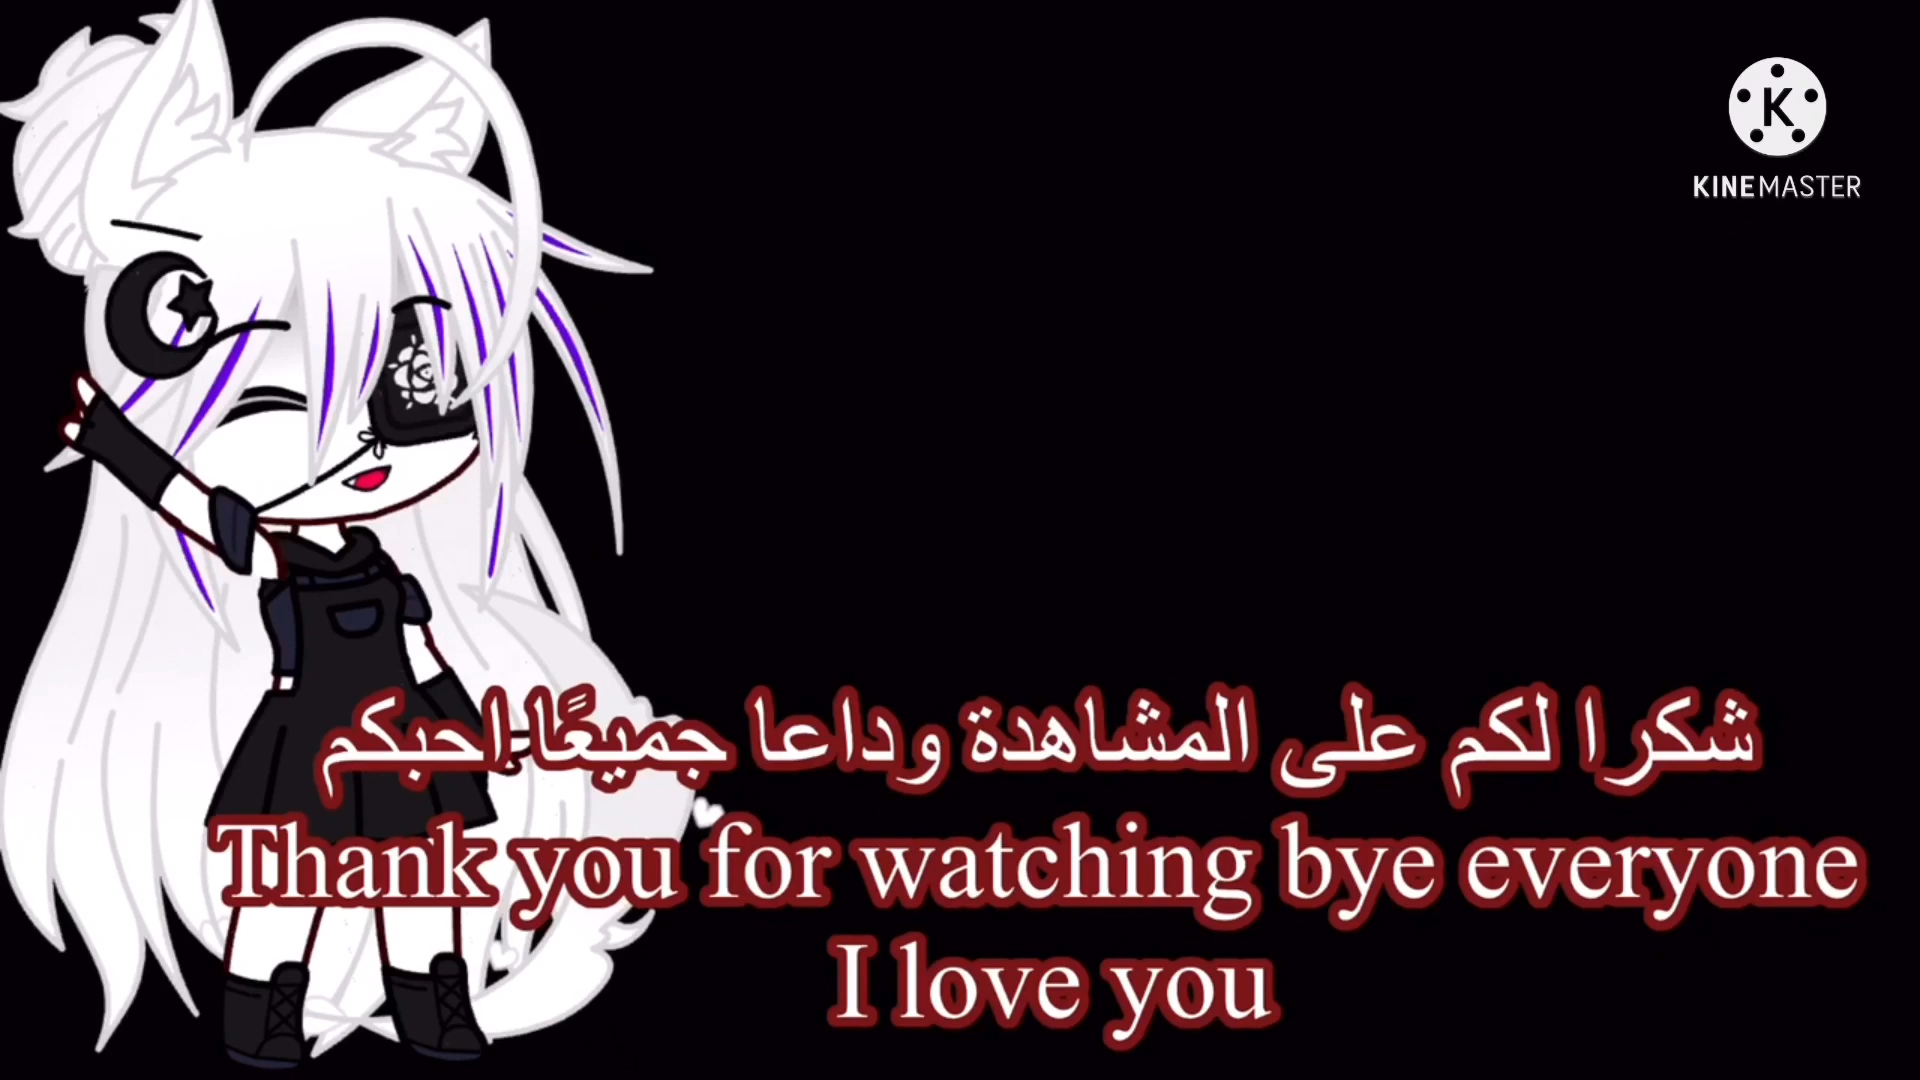 K
KINEMASTER
شكرا لكم على المشاهدة وداعا جميعًا احبكم
Thank you for watching bye everyone
I love you